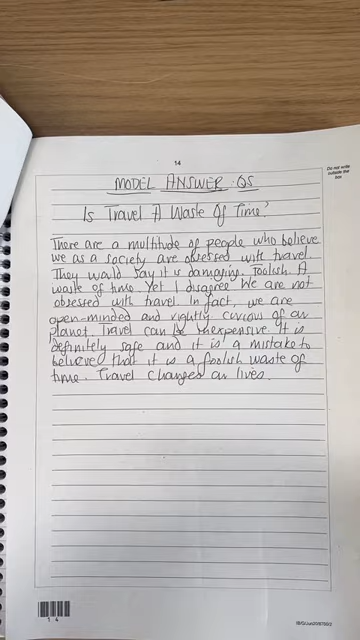 14
Do not write
outside the
box
MODEL ANSWER Q5
Is Travel A Waste Of Time?
There are a multitude of people who believe
we as a society are obsessed with travel.
They would say it is damaging. Foolish. A
waste of time. Yet I disagree. We are not
obsessed with travel. In fact, we are
open-minded and rightly curious of our
planet. Travel can be inexpensive. It is
definitely safe and it is a mistake to
believe that it is a foolish waste of
time. Travel changes our lives.
1 4